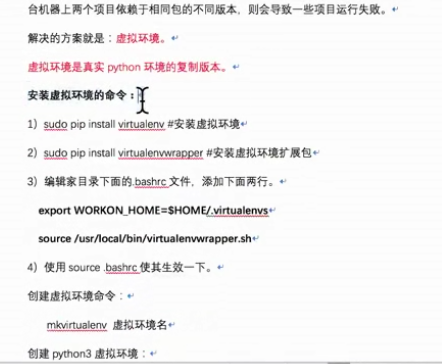 台机器上两个项目依赖于相同包的不同版本，则会导致一些项目运行失败。
解决的方案就是：虚拟环境。
虚拟环境是真实 python 环境的复制版本。
安装虚拟环境的命令：
1）sudo pip install virtualenv #安装虚拟环境
2）sudo pip install virtualenvwrapper #安装虚拟环境扩展包
3）编辑家目录下面的.bashrc 文件，添加下面两行。
export WORKON_HOME=$HOME/.virtualenvs
source /usr/local/bin/virtualenvwrapper.sh
4）使用 source .bashrc 使其生效一下。
创建虚拟环境命令：
mkvirtualenv 虚拟环境名
创建 python3 虚拟环境：